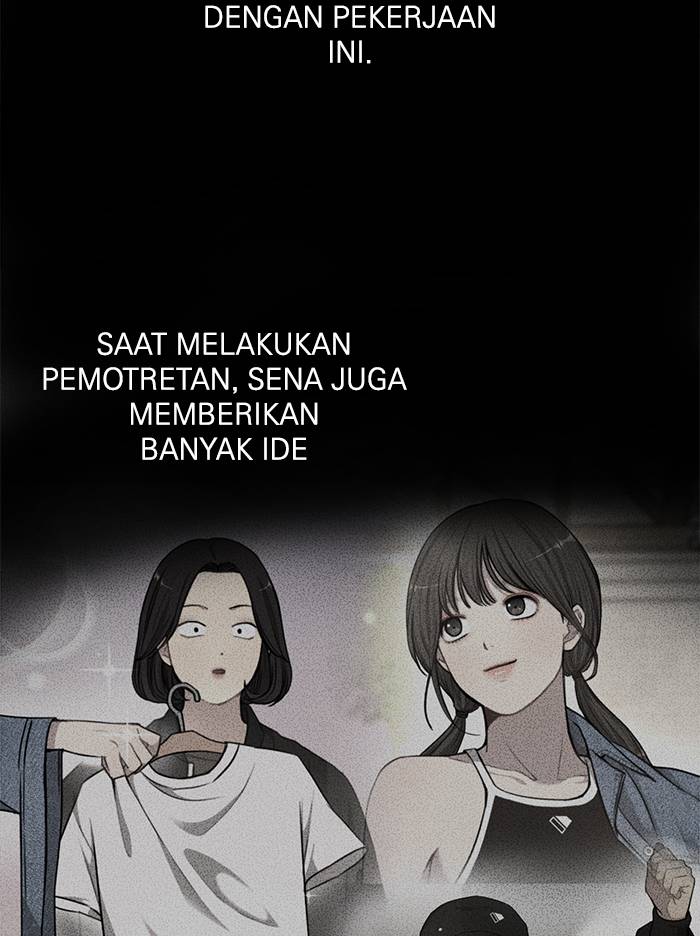 DENGAN PEKERJAAN
INI.
SAAT MELAKUKAN
PEMOTRETAN, SENA JUGA
MEMBERIKAN
BANYAK IDE